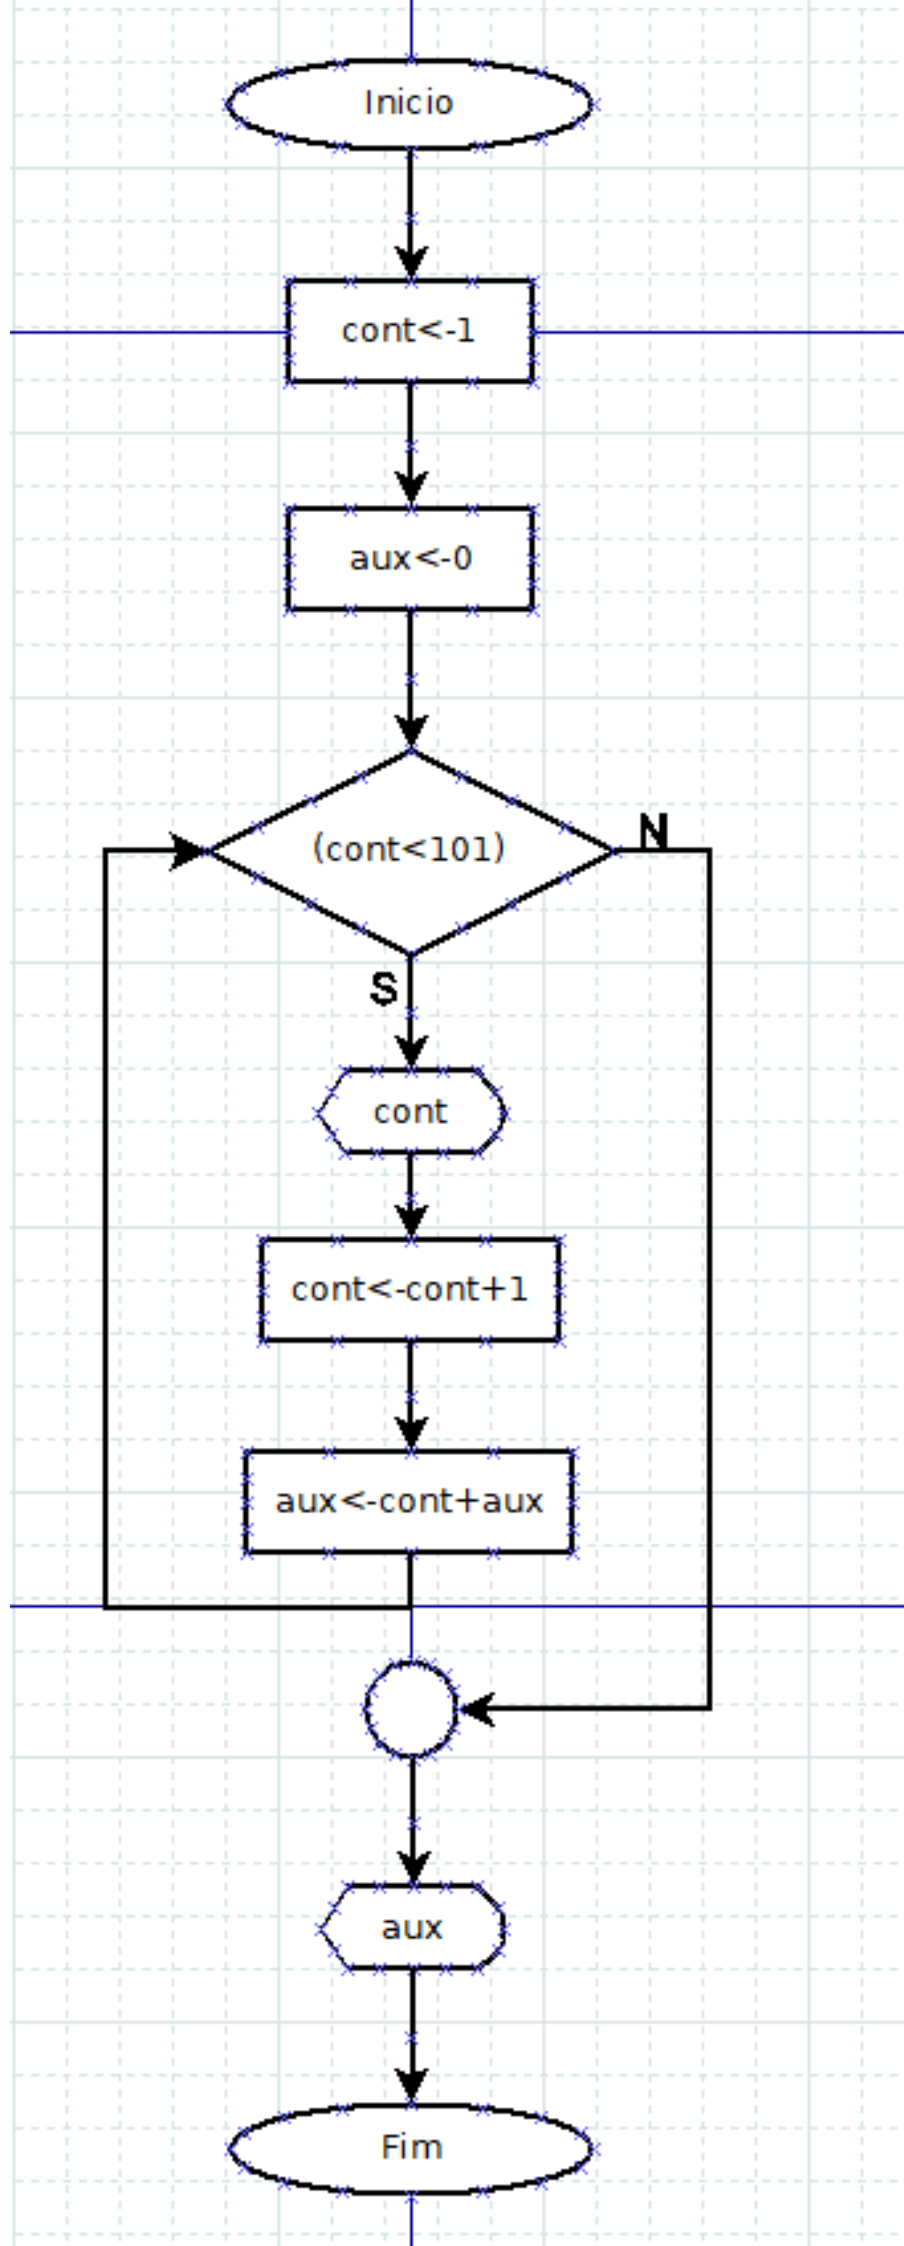 Inicio
cont<-1
aux<-0
(cont<101)
N
S
cont
cont<-cont+1
aux<-cont+aux
aux
Fim